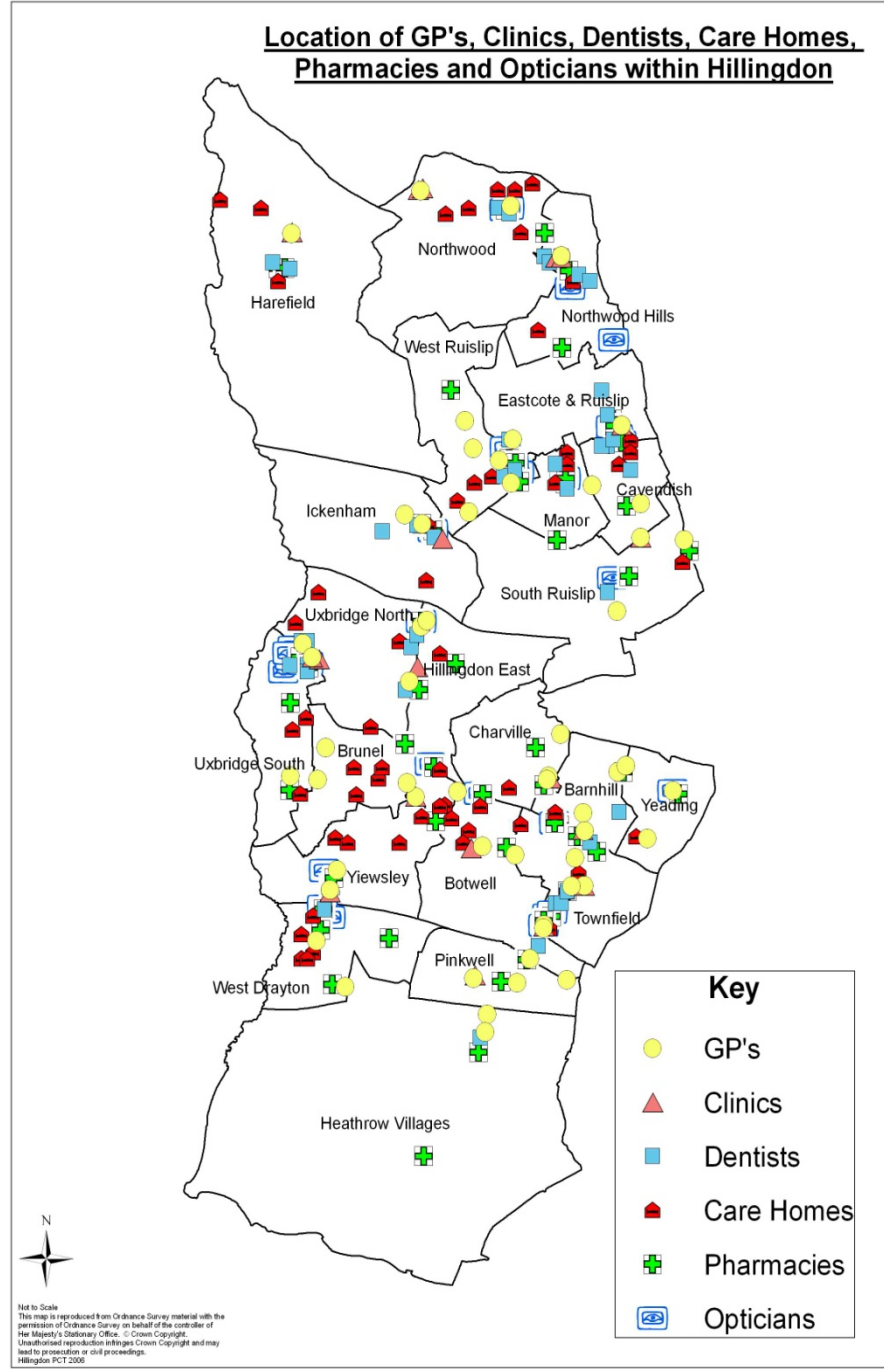 Location of GP's, Clinics, Dentists, Care Homes,
Pharmacies and Opticians within Hillingdon
Northwood
Harefield
Northwood Hills
West Ruislip
Eastcote & Ruislip
Cavendish
Ickenham
Manor
South Ruislip
Uxbridge North
Hillingdon East
Charville
Brunel
Uxbridge South
Barnhill
Yeading
Yiewsley
Botwell
Townfield
Pinkwell
West Drayton
Heathrow Villages
Key
GP's
Clinics
Dentists
Care Homes
Pharmacies
Opticians
N
Not to Scale
This map is reproduced from Ordnance Survey material with the
permission of Ordnance Survey on behalf of the controller of
Her Majesty's Stationary Office. © Crown Copyright.
Unauthorised reproduction infringes Crown Copyright and may
lead to prosecution or civil proceedings.
Hillingdon PCT 2006